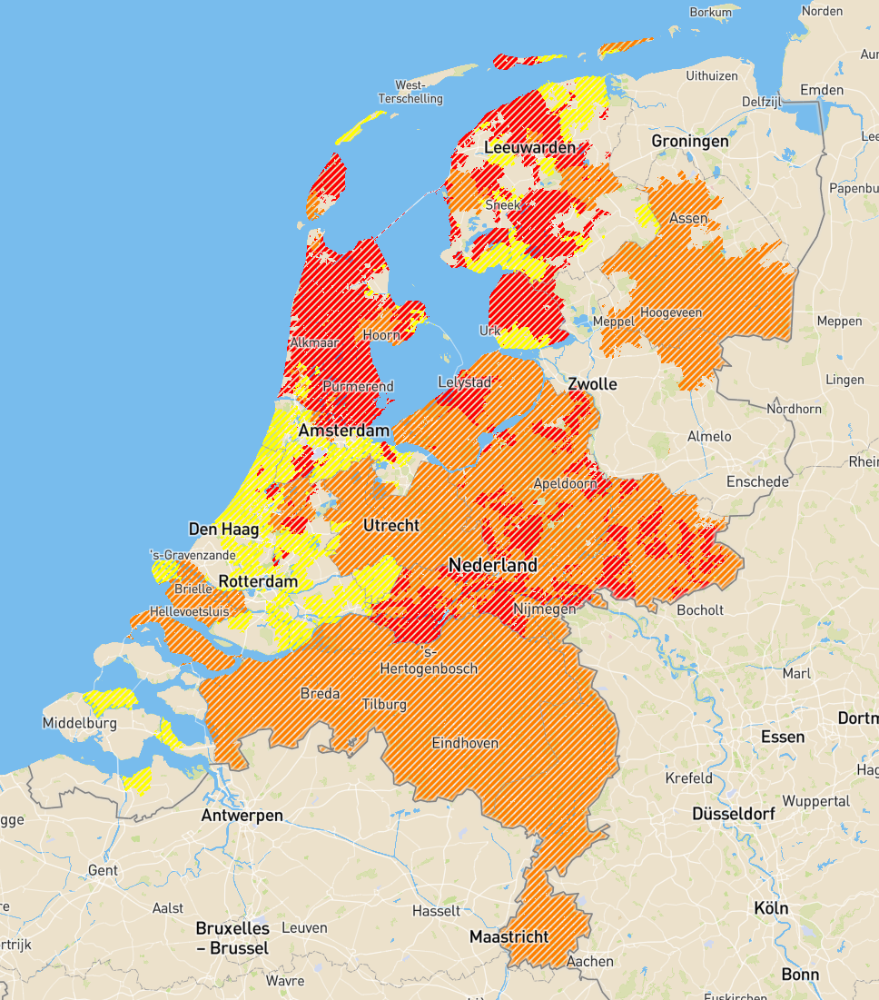 Borkum
Norden
Uithuizen
West-
Terschelling
Emden
Delfzijl
Leeuwarden
Groningen
Papenbu
Sneek
Assen
Hoogeveen
Meppel
Meppen
Urk
Hoorn
Alkmaar
Lelystad
Purmerend
Zwolle
Lingen
Nordhorn
Amsterdam
Almelo
Rhein
Enschede
Apeldoorn
Den Haag
Utrecht
's-Gravenzande
Nederland
Rotterdam
Brielle
Hellevoetsluis
Nijmegen
Bocholt
's-
Hertogenbosch
Marl
Breda
Tilburg
Middelburg
Dortm
Essen
Eindhoven
Hag
Krefeld
Wuppertal
Düsseldorf
Antwerpen
gge
Gent
Aalst
Hasselt
Köln
Bruxelles
– Brussel
Leuven
Maastricht
rtrijk
Aachen
Wavre
Bonn
Euskirchen